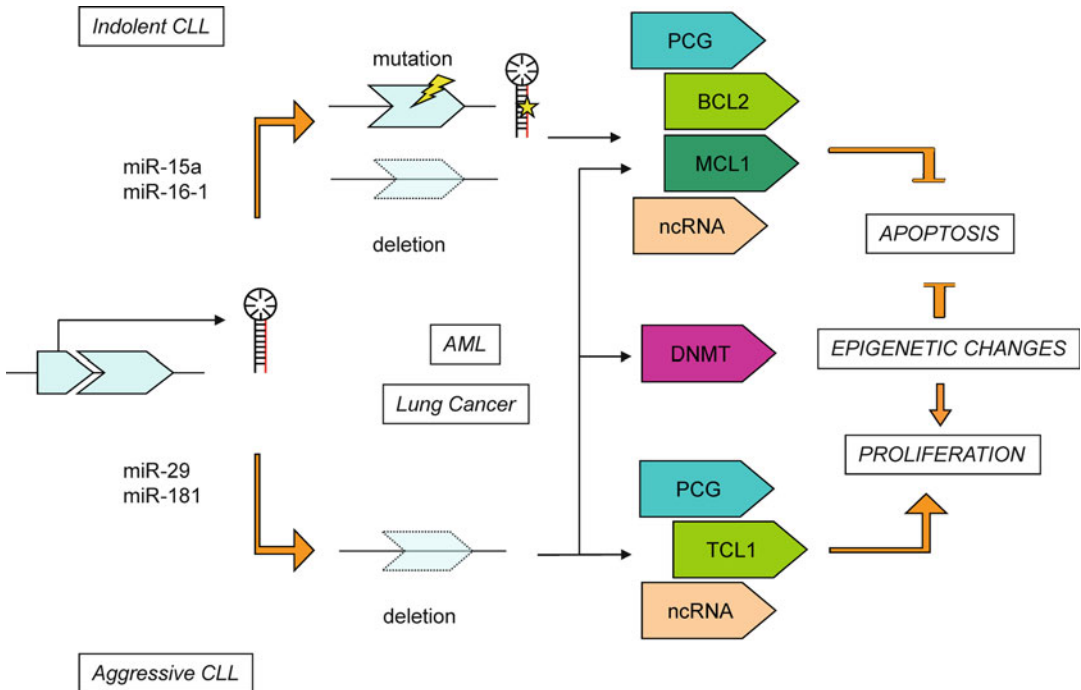 Indolent CLL
mutation
miR-15a
miR-16-1
deletion
PCG
BCL2
MCL1
ncRNA
APOPTOSIS
AML
Lung Cancer
DNMT
EPIGENETIC CHANGES
PROLIFERATION
miR-29
miR-181
deletion
PCG
TCL1
ncRNA
Aggressive CLL